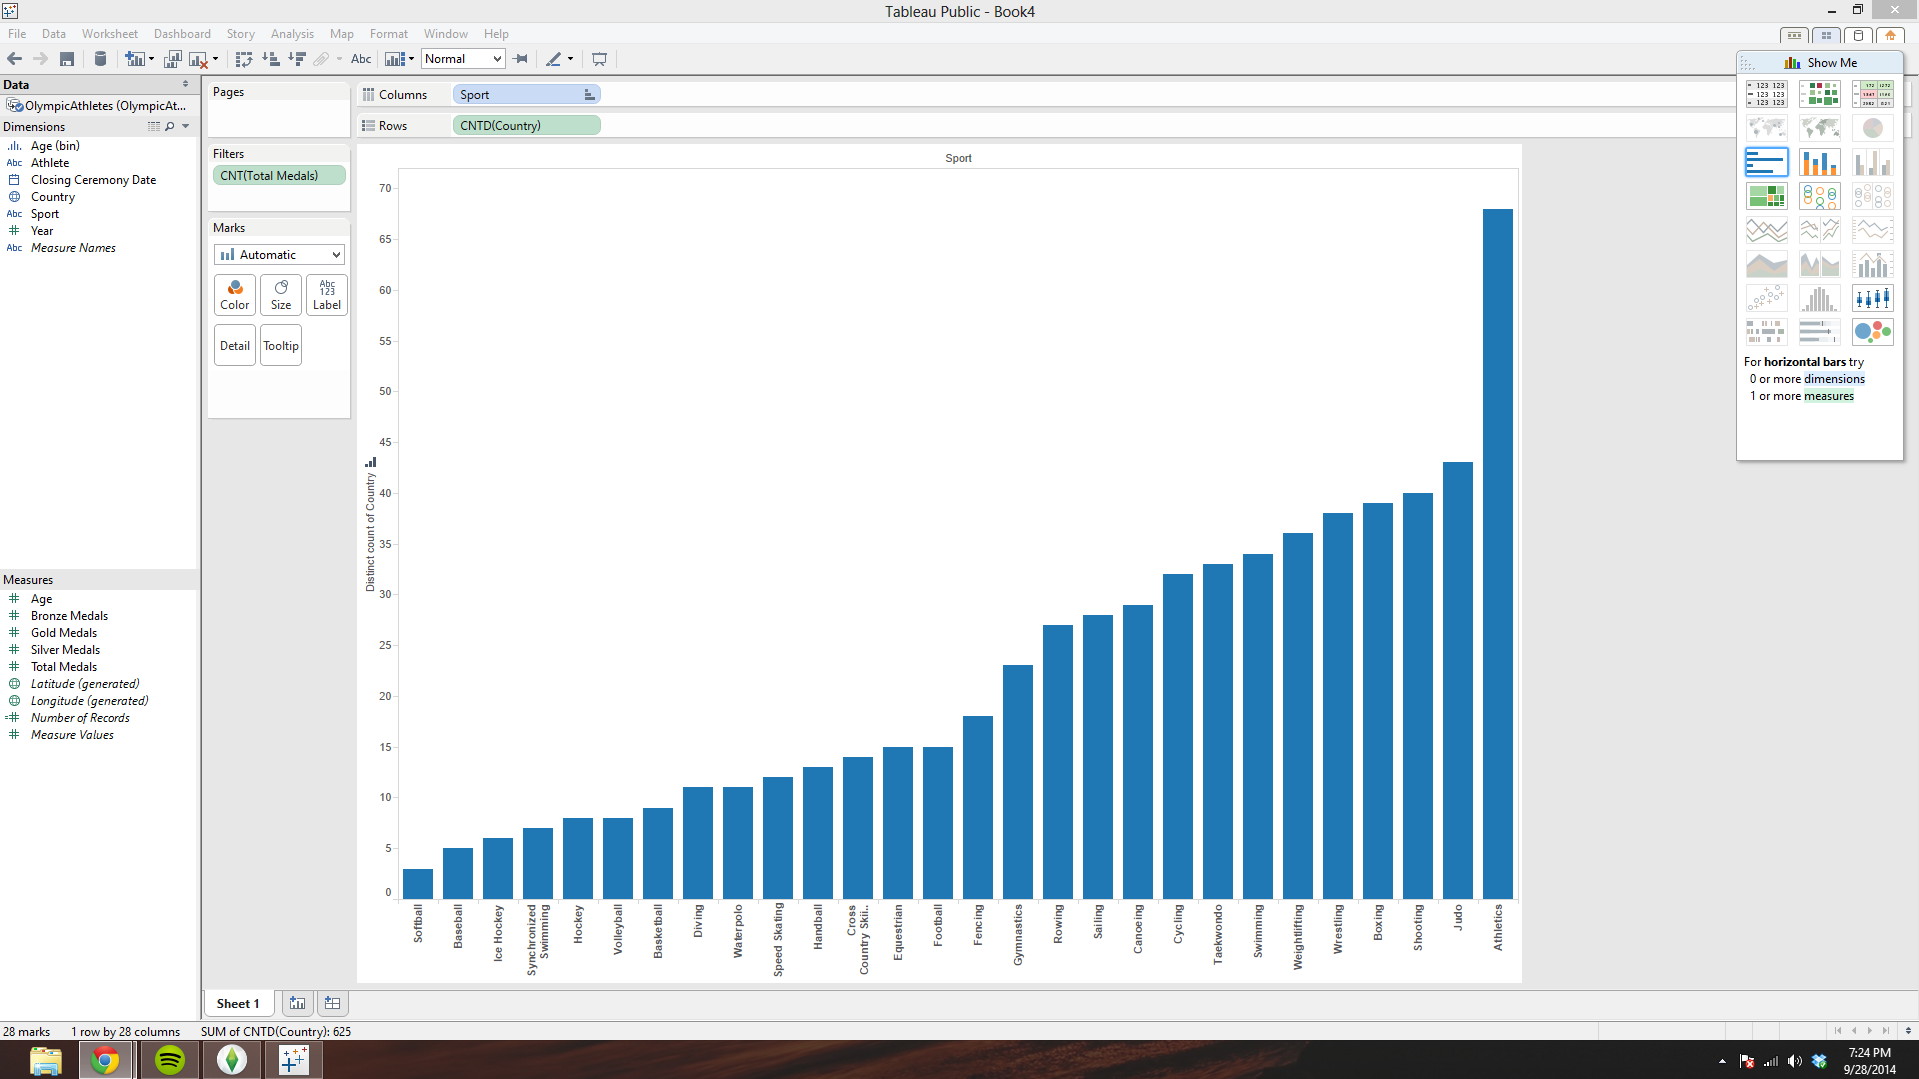 Tableau Public - Book4
File Data Worksheet Dashboard Story Analysis Map Format Window Help
Abc Normal
Show Me
Data
OlympicAthletes (OlympicAt...
Dimensions
Age (bin)
Abc Athlete
Closing Ceremony Date
Country
Abc Sport
Year
Abc Measure Names
Measures
Age
Bronze Medals
Gold Medals
Silver Medals
Total Medals
Latitude (generated)
Longitude (generated)
Number of Records
Measure Values
Pages
Filters
CNT(Total Medals)
Marks
Automatic
Color Size Abc 123 Label
Detail Tooltip
Columns Sport
Rows CNTD(Country)
Sport
Distinct count of Country
70
65
60
55
50
45
40
35
30
25
20
15
10
5
0
Softball
Baseball
Ice Hockey
Synchronized
Swimming
Hockey
Volleyball
Basketball
Diving
Waterpolo
Speed Skating
Handball
Cross
Country Skii..
Equestrian
Football
Fencing
Gymnastics
Rowing
Sailing
Canoeing
Cycling
Taekwondo
Swimming
Weightlifting
Wrestling
Boxing
Shooting
Judo
Athletics
For horizontal bars try
0 or more dimensions
1 or more measures
Sheet 1
28 marks 1 row by 28 columns SUM of CNTD(Country): 625
7:24 PM
9/28/2014